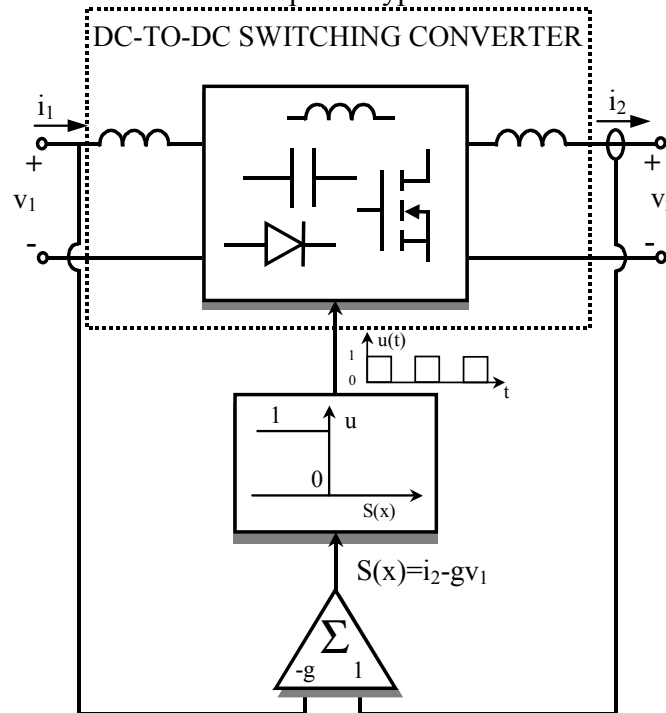 DC-TO-DC SWITCHING CONVERTER
i1
i2
+
+
v1
-
-
u(t)
1
0
t
1
u
0
S(x)
S(x)=i2-gv1
Σ
-g
1